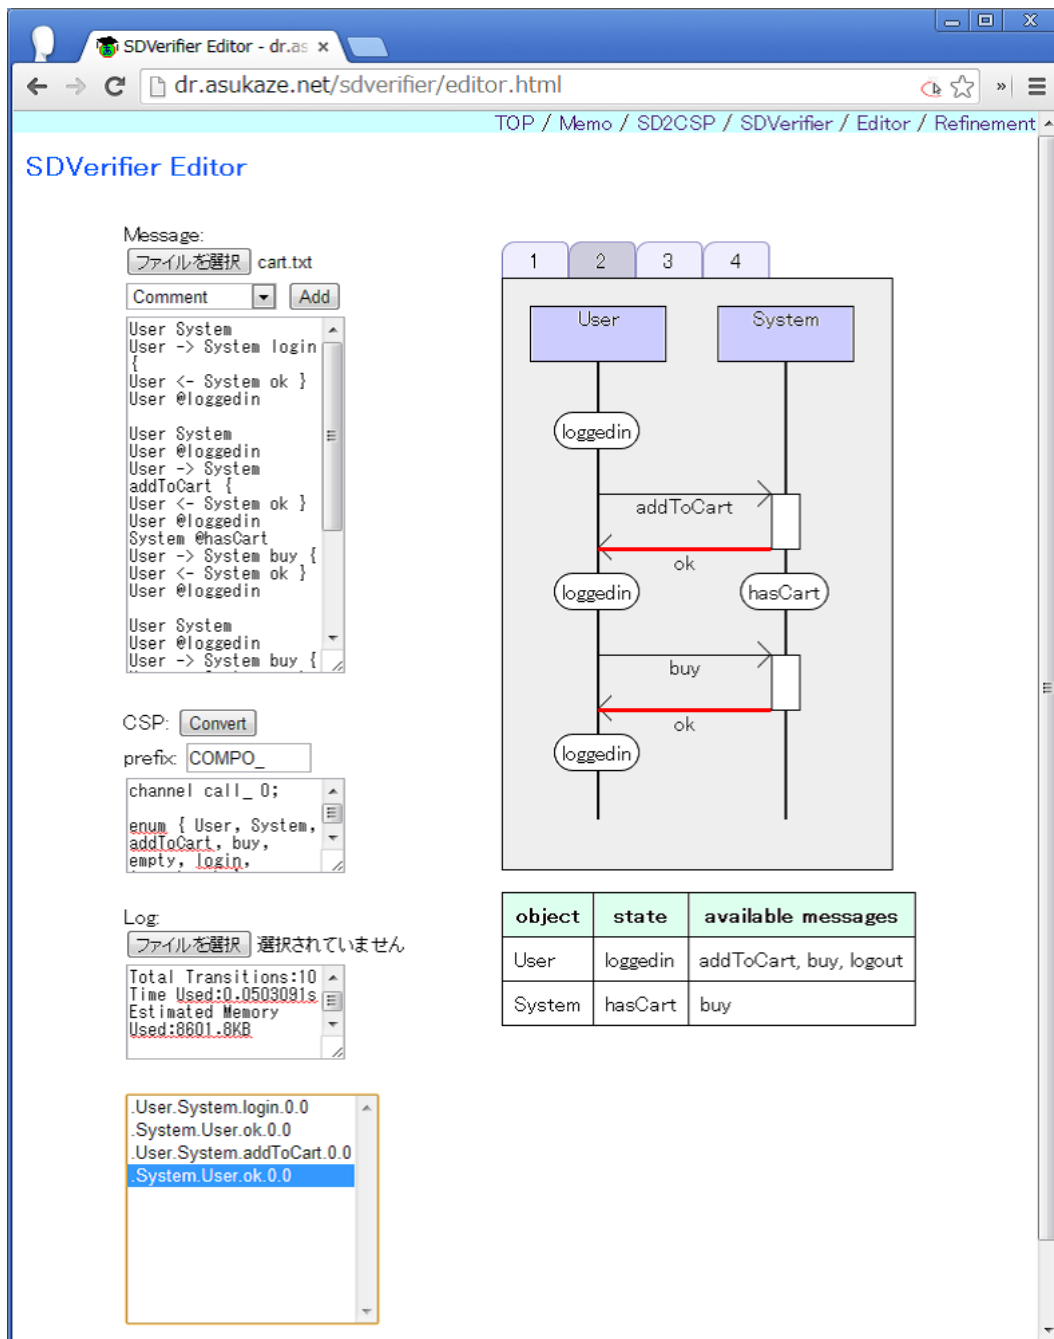 SDVerifier Editor - dr.as ×
dr.asukaze.net/sdverifier/editor.html
TOP / Memo / SD2CSP / SDVerifier / Editor / Refinement
SDVerifier Editor
Message:
ファイルを選択 cart.txt
Comment Add
User System
User -> System login
{
User <- System ok }
User @loggedin
User System
User @loggedin
User -> System
addToCart {
User <- System ok }
User @loggedin
System @hasCart
User -> System buy {
User <- System ok }
User @loggedin
User System
User @loggedin
User -> System buy {
CSP: Convert
prefix: COMPO_
channel call_ 0;
enum { User, System,
addToCart, buy,
empty, login,
Log:
ファイルを選択 選択されていません
Total Transitions:10
Time Used:0.0503091s
Estimated Memory
Used:8601.8KB
.User.System.login.0.0
.System.User.ok.0.0
.User.System.addToCart.0.0
.System.User.ok.0.0
1 2 3 4
User System
loggedin
addToCart
ok
loggedin hasCart
buy
ok
loggedin
object state available messages
User loggedin addToCart, buy, logout
System hasCart buy